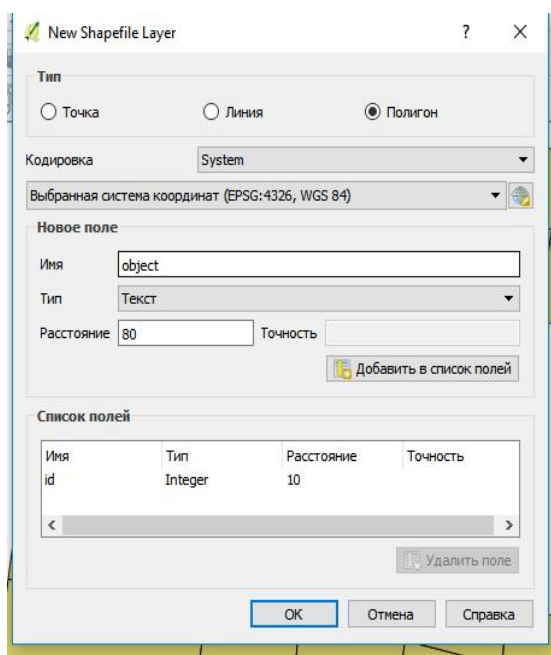 New Shapefile Layer ? ×
Тип
Точка Линия Полигон
Кодировка System
Выбранная система координат (EPSG:4326, WGS 84)
Новое поле
Имя object
Тип Текст
Расстояние 80 Точность
Добавить в список полей
Список полей
Имя Тип Расстояние Точность
id Integer 10
Удалить поле
OK Отмена Справка